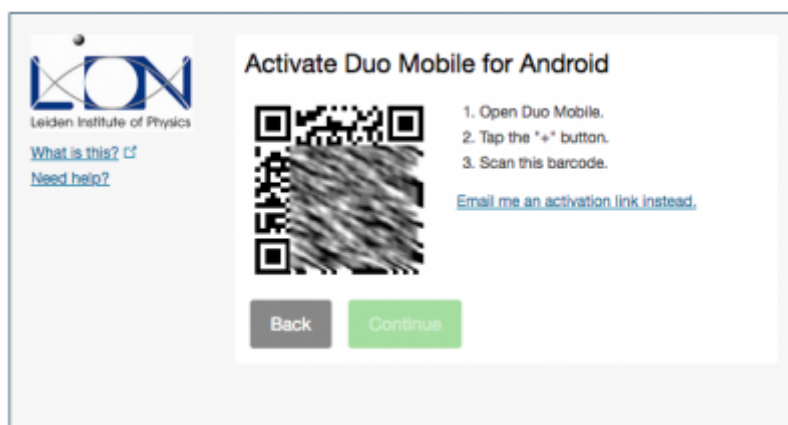 LION
Leiden Institute of Physics
What is this?
Need help?
Activate Duo Mobile for Android
1. Open Duo Mobile.
2. Tap the "+" button.
3. Scan this barcode.
Email me an activation link instead.
Back
Continue